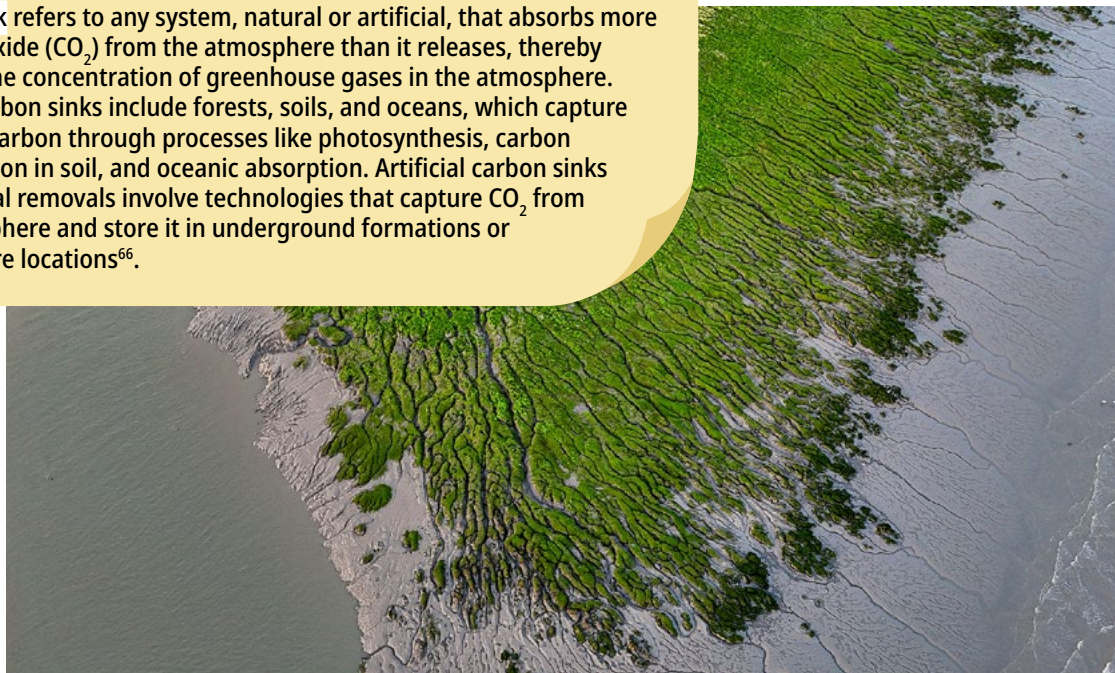 k refers to any system, natural or artificial, that absorbs more
xide (CO₂) from the atmosphere than it releases, thereby
he concentration of greenhouse gases in the atmosphere.
rbon sinks include forests, soils, and oceans, which capture
arbon through processes like photosynthesis, carbon
on in soil, and oceanic absorption. Artificial carbon sinks
al removals involve technologies that capture CO₂ from
phere and store it in underground formations or
re locations⁶⁶.